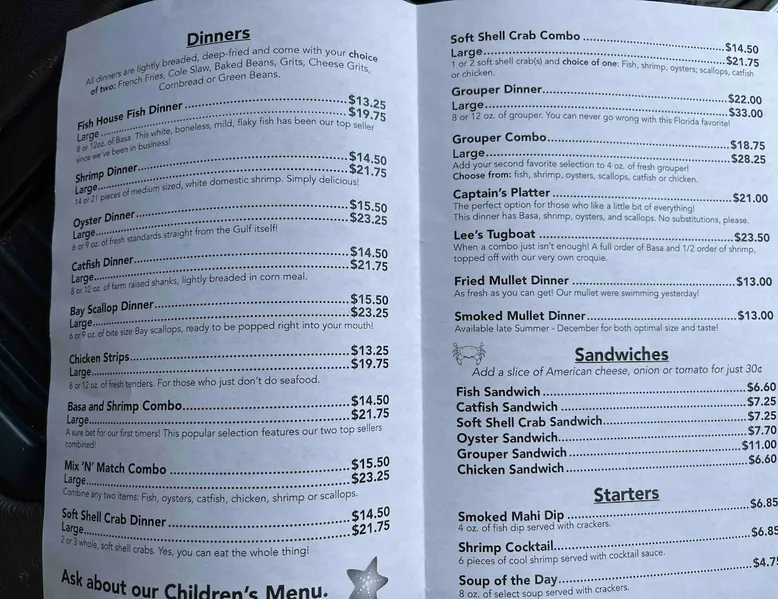 Dinners
All dinners are lightly breaded, deep-fried and come with your choice
of two: French Fries, Cole Slaw, Baked Beans, Grits, Cheese Grits,
Cornbread or Green Beans.
Fish House Fish Dinner ........ $13.25
Large ........ $19.75
8 or 12oz. of Basa. This white, boneless, mild, flaky fish has been our top seller
since we've been in business!
Shrimp Dinner ........ $14.50
Large ........ $21.75
14 or 21 pieces of medium sized, white domestic shrimp. Simply delicious!
Oyster Dinner ........ $15.50
Large ........ $23.25
6 or 9 oz. of fresh standards straight from the Gulf itself!
Catfish Dinner ........ $14.50
Large ........ $21.75
8 or 12 oz. of farm raised shanks, lightly breaded in corn meal.
Bay Scallop Dinner ........ $15.50
Large ........ $23.25
6 or 9 oz. of bite size Bay scallops, ready to be popped right into your mouth!
Chicken Strips ........ $13.25
Large ........ $19.75
8 or 12 oz. of fresh tenders. For those who just don't do seafood.
Basa and Shrimp Combo ........ $14.50
Large ........ $21.75
A sure bet for our first timers! This popular selection features our two top sellers
combined!
Mix 'N' Match Combo ........ $15.50
Large ........ $23.25
Combine any two items: Fish, oysters, catfish, chicken, shrimp or scallops.
Soft Shell Crab Dinner ........ $14.50
Large ........ $21.75
2 or 3 whole, soft shell crabs. Yes, you can eat the whole thing!
Ask about our Children's Menu.
Soft Shell Crab Combo ........ $14.50
Large ........ $21.75
1 or 2 soft shell crab(s) and choice of one: Fish, shrimp, oysters, scallops, catfish
or chicken.
Grouper Dinner ........ $22.00
Large ........ $33.00
8 or 12 oz. of grouper. You can never go wrong with this Florida favorite!
Grouper Combo ........ $18.75
Large ........ $28.25
Add your second favorite selection to 4 oz. of fresh grouper!
Choose from: fish, shrimp, oysters, scallops, catfish or chicken.
Captain's Platter ........ $21.00
The perfect option for those who like a little bit of everything!
This dinner has Basa, shrimp, oysters, and scallops. No substitutions, please.
Lee's Tugboat ........ $23.50
When a combo just isn't enough! A full order of Basa and 1/2 order of shrimp,
topped off with our very own croquie.
Fried Mullet Dinner ........ $13.00
As fresh as you can get! Our mullet were swimming yesterday!
Smoked Mullet Dinner ........ $13.00
Available late Summer - December for both optimal size and taste!
Sandwiches
Add a slice of American cheese, onion or tomato for just 30¢
Fish Sandwich ........ $6.60
Catfish Sandwich ........ $7.25
Soft Shell Crab Sandwich ........ $7.25
Oyster Sandwich ........ $7.70
Grouper Sandwich ........ $11.00
Chicken Sandwich ........ $6.60
Starters
Smoked Mahi Dip ........ $6.85
4 oz. of fish dip served with crackers.
Shrimp Cocktail ........ $6.85
6 pieces of cool shrimp served with cocktail sauce.
Soup of the Day ........ $4.75
8 oz. of select soup served with crackers.